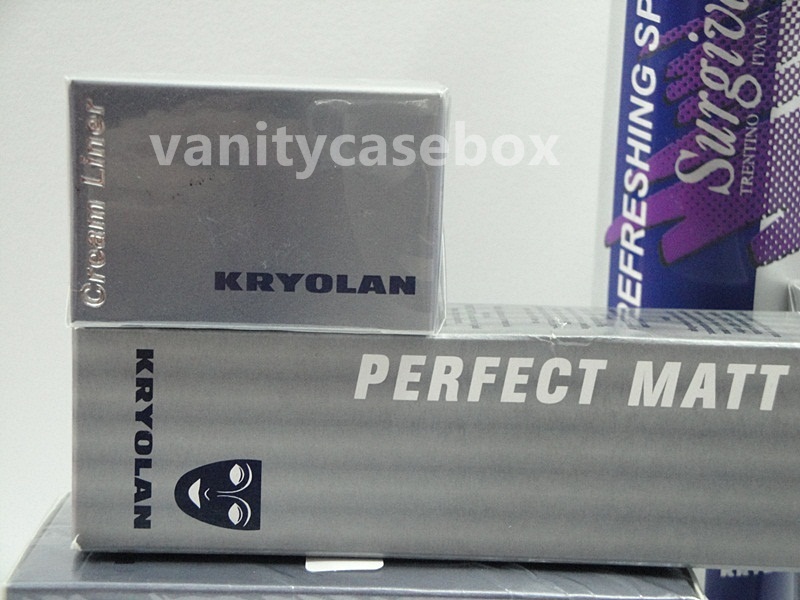 vanitycasebox
Cream Liner
KRYOLAN
PERFECT MATT
KRYOLAN
REFRESHING SP
Surgiva
TRENTINO ITALIA